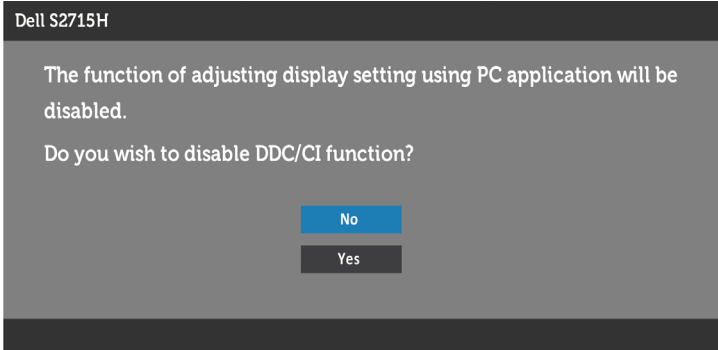 Dell S2715H
The function of adjusting display setting using PC application will be
disabled.
Do you wish to disable DDC/CI function?
No
Yes